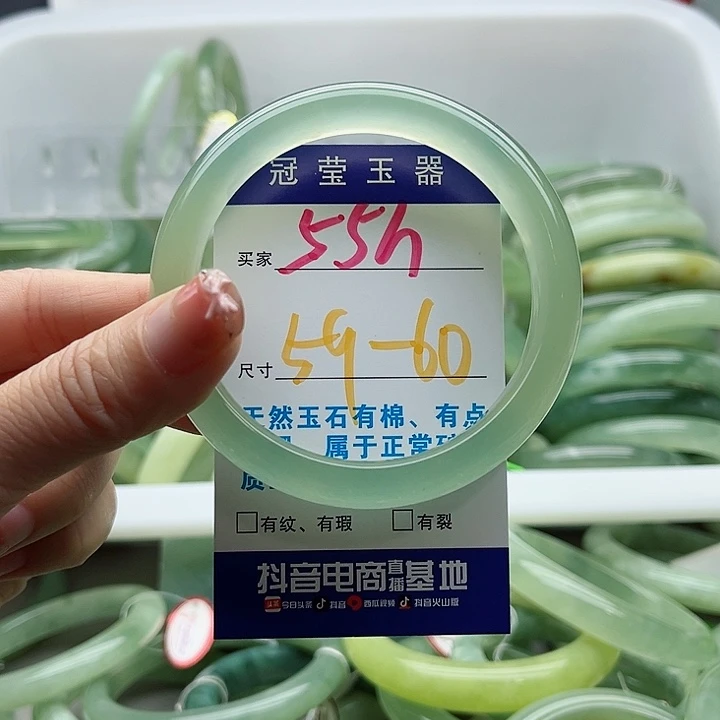 冠莹玉器
买家 55h
尺寸 59-60
天然玉石有棉、有点
属于正常
质
□有纹、有瑕 □有裂
抖音电商直播基地
今日头条 抖音 西瓜视频 抖音火山版